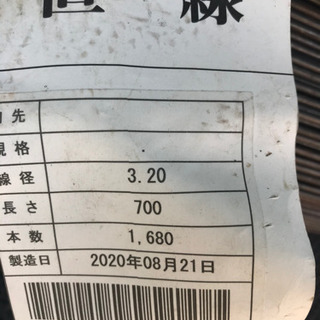 直線
先
規格
線径 3.20
長さ 700
本数 1,680
製造日 2020年08月21日